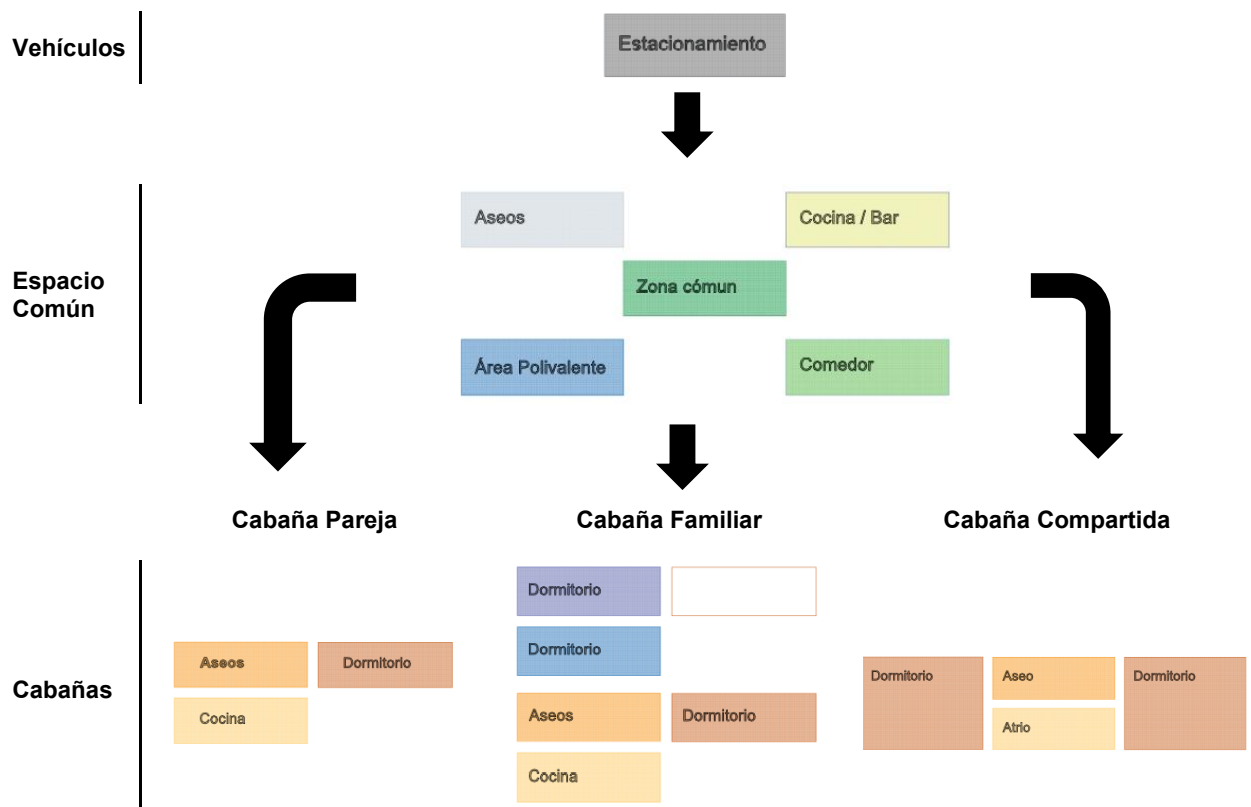 Vehículos
Estacionamiento
Aseos
Cocina / Bar
Espacio
Común
Zona cómun
Área Polivalente
Comedor
Cabaña Pareja
Cabaña Familiar
Cabaña Compartida
Cabañas
Aseos
Dormitorio
Cocina
Dormitorio
Dormitorio
Aseos
Dormitorio
Cocina
Dormitorio
Aseo
Dormitorio
Atrio